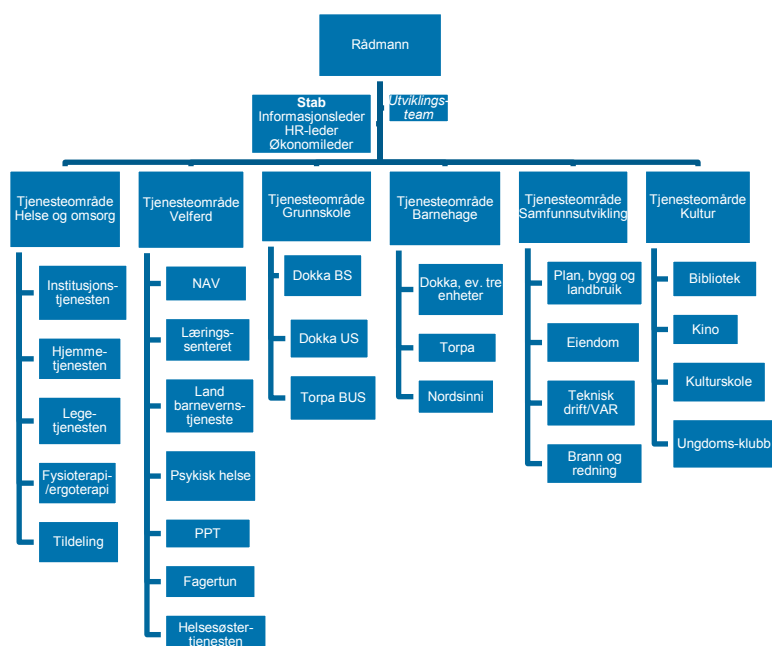 Rådmann
Stab
Informasjonsleder
HR-leder
Økonomileder
Utviklings-
team
Tjenesteområde
Helse og omsorg
Institusjons-
tjenesten
Hjemme-
tjenesten
Lege-
tjenesten
Fysioterapi-
/ergoterapi
Tildeling
Tjenesteområde
Velferd
NAV
Lærings-
senteret
Land
barneverns-
tjeneste
Psykisk helse
PPT
Fagertun
Helsesøster-
tjenesten
Tjenesteområde
Grunnskole
Dokka BS
Dokka US
Torpa BUS
Tjenesteområde
Barnehage
Dokka, ev. tre
enheter
Torpa
Nordsinni
Tjenesteområde
Samfunnsutvikling
Plan, bygg og
landbruik
Eiendom
Teknisk
drift/VAR
Brann og
redning
Tjenesteomårde
Kultur
Bibliotek
Kino
Kulturskole
Ungdoms-klubb